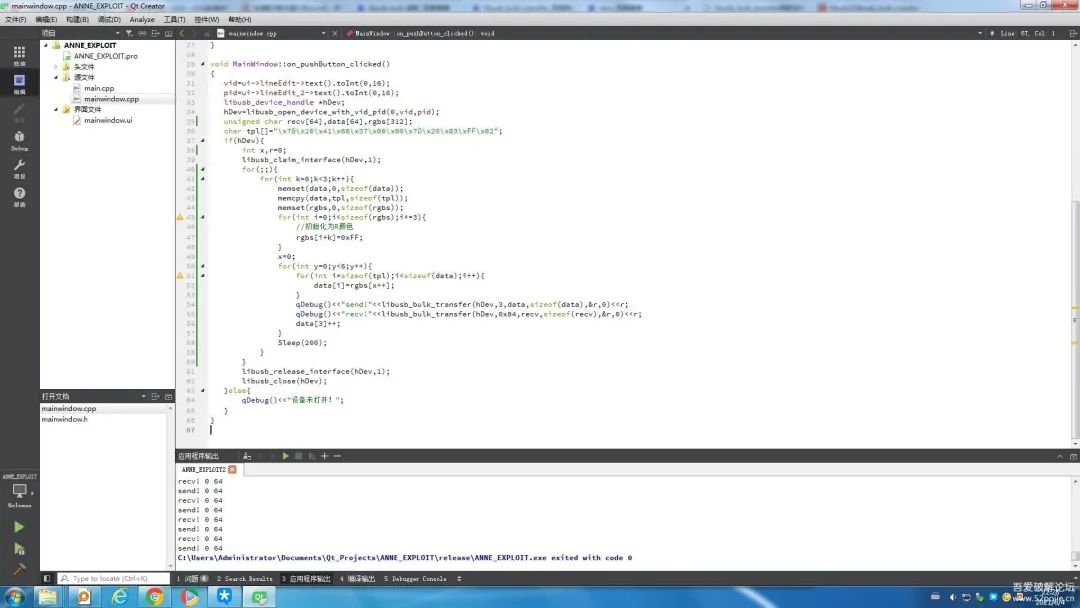 mainwindow.cpp - ANNE_EXPLOIT - Qt Creator
文件(F) 编辑(E) 构建(B) 调试(D) Analyze 工具(T) 控件(W) 帮助(H)
项目
mainwindow.cpp
MainWindow::on_pushButton_clicked() : void
# Line: 67, Col: 1
ANNE_EXPLOIT
ANNE_EXPLOIT.pro
头文件
源文件
main.cpp
mainwindow.cpp
界面文件
mainwindow.ui
Debug
27 }
28
29 void MainWindow::on_pushButton_clicked()
30 {
31 vid=ui->lineEdit->text().toInt(0,16);
32 pid=ui->lineEdit_2->text().toInt(0,16);
33 libusb_device_handle *hDev;
34 hDev=libusb_open_device_with_vid_pid(0,vid,pid);
35 unsigned char recv[64],data[64],rgbs[312];
36 char tpl[]="\x7B\x10\x41\x60\x37\x00\x00\x7D\x20\x03\xFF\x02";
37 if(hDev){
38 int x,r=0;
39 libusb_claim_interface(hDev,1);
40 for(;;){
41 for(int k=0;k<3;k++){
42 memset(data,0,sizeof(data));
43 memcpy(data,tpl,sizeof(tpl));
44 memset(rgbs,0,sizeof(rgbs));
45 for(int i=0;i<sizeof(rgbs);i+=3){
46 //初始化为R颜色
47 rgbs[i+k]=0xFF;
48 }
49 x=0;
50 for(int y=0;y<6;y++){
51 for(int i=sizeof(tpl);i<sizeof(data);i++){
52 data[i]=rgbs[x++];
53 }
54 qDebug()<<"send!"<<libusb_bulk_transfer(hDev,3,data,sizeof(data),&r,0)<<r;
55 qDebug()<<"recv!"<<libusb_bulk_transfer(hDev,0x84,recv,sizeof(recv),&r,0)<<r;
56 data[3]++;
57 }
58 Sleep(200);
59 }
60 }
61 libusb_release_interface(hDev,1);
62 libusb_close(hDev);
63 }else{
64 qDebug()<<"设备未打开!";
65 }
66 }
67
打开文档
mainwindow.cpp
mainwindow.h
应用程序输出
ANNE_EXPLOIT2
recv! 0 64
send! 0 64
recv! 0 64
send! 0 64
recv! 0 64
send! 0 64
recv! 0 64
send! 0 64
C:\Users\Administrator\Documents\Qt_Projects\ANNE_EXPLOIT\release\ANNE_EXPLOIT.exe exited with code 0
ANNE_EXPLOIT
Release
Type to locate (Ctrl+K)
1 问题 4 2 Search Results 3 应用程序输出 4 编译输出 5 Debugger Console
吾爱破解论坛
www.52pojie.cn